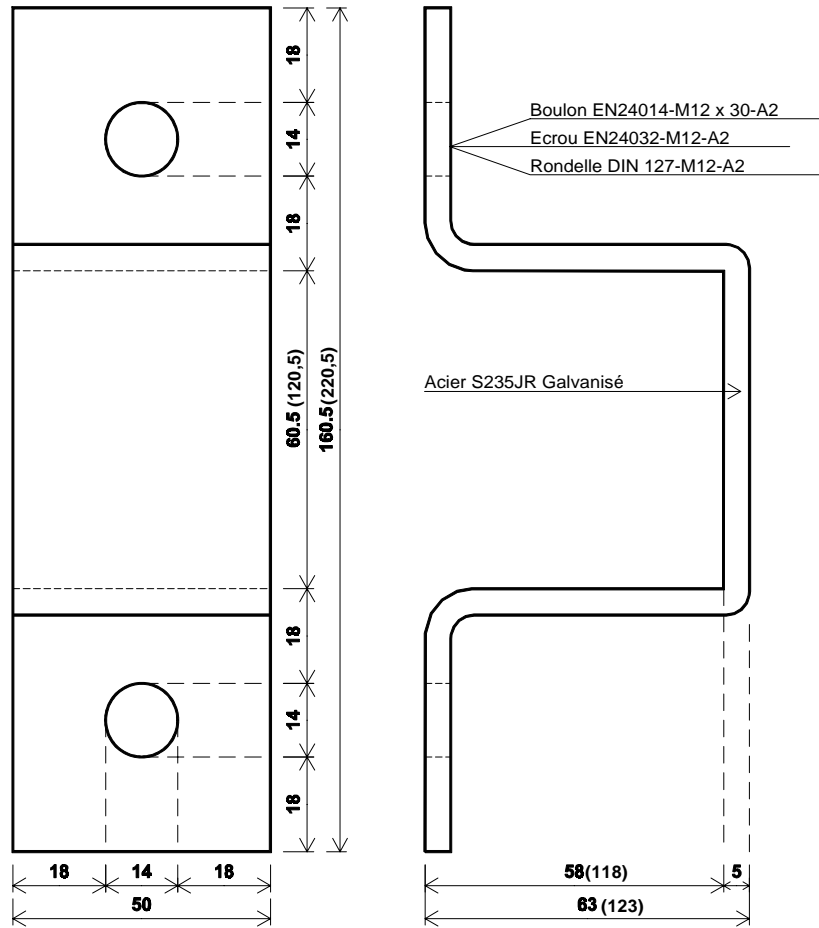 18
14
18
60.5 (120,5)
160.5 (220,5)
18
14
18
18 14 18
50
Boulon EN24014-M12 x 30-A2
Ecrou EN24032-M12-A2
Rondelle DIN 127-M12-A2
Acier S235JR Galvanisé
58(118) 5
63 (123)